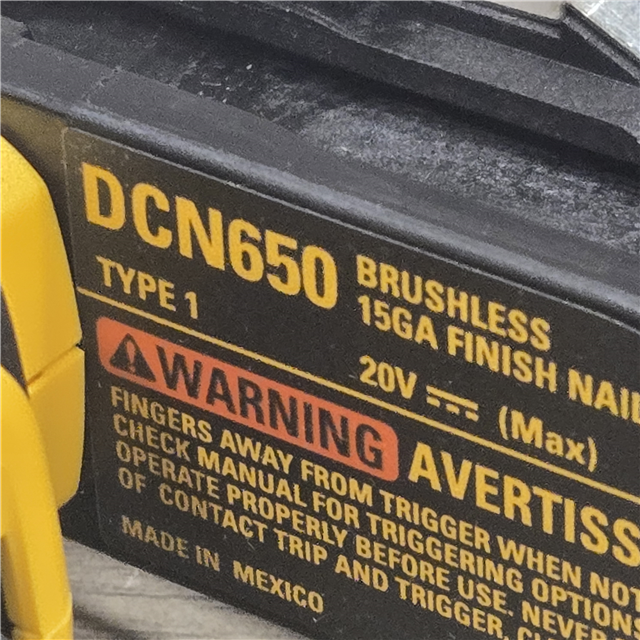 DCN650
TYPE 1
BRUSHLESS
15GA FINISH NAIL
20V ⎓ (Max)
WARNING
AVERTISS
FINGERS AWAY FROM TRIGGER WHEN NOT
CHECK MANUAL FOR TRIGGERING OPTIONS
OPERATE PROPERLY BEFORE USE. NEVER
OF CONTACT TRIP AND TRIGGER,
MADE IN MEXICO